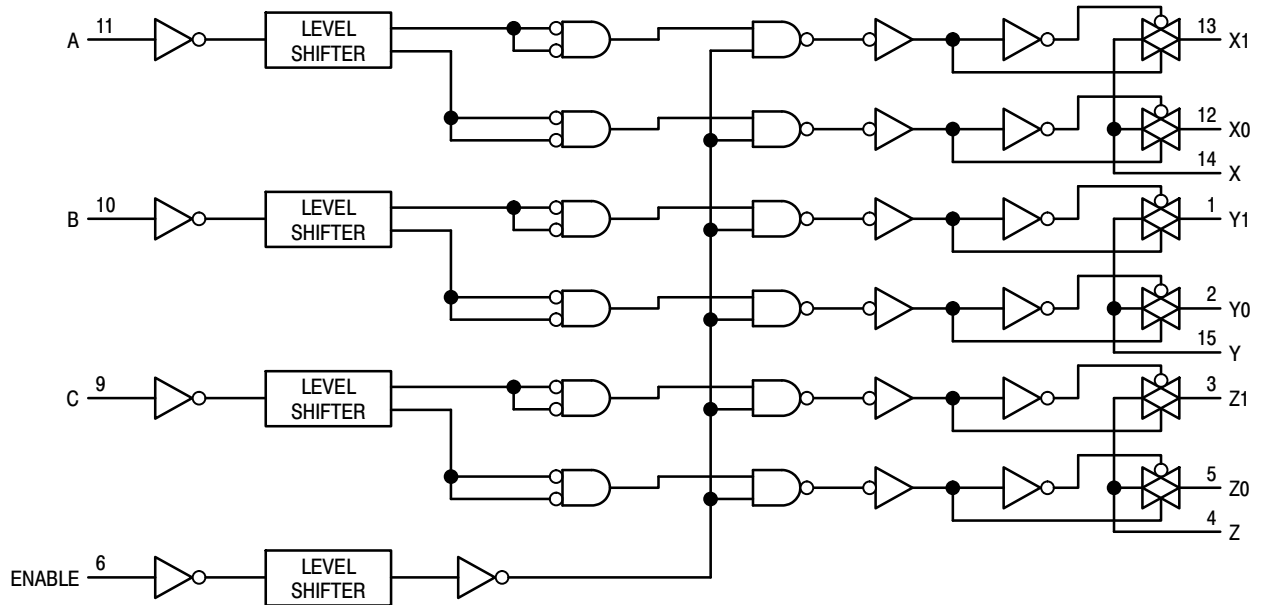 A 11 LEVEL SHIFTER 13 X1
12 X0
14 X
B 10 LEVEL SHIFTER 1 Y1
2 Y0
15 Y
C 9 LEVEL SHIFTER 3 Z1
5 Z0
4 Z
ENABLE 6 LEVEL SHIFTER